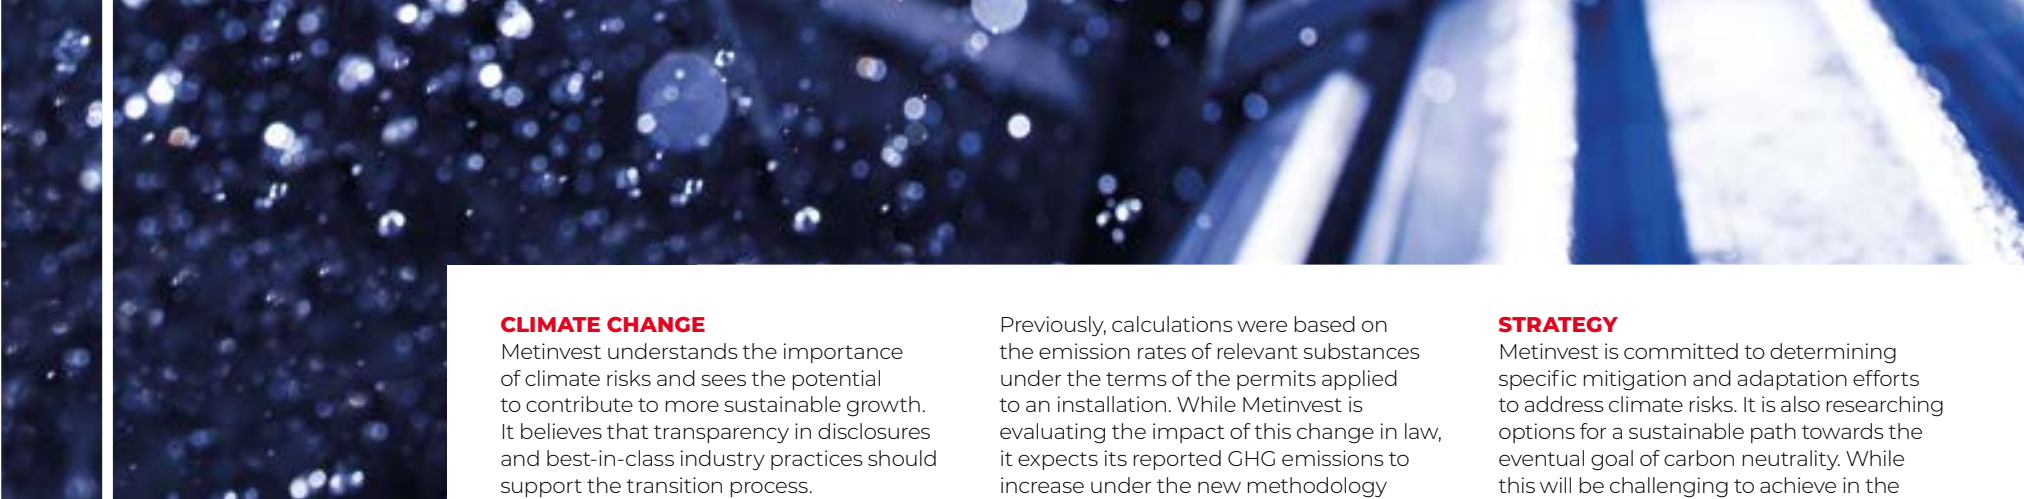 CLIMATE CHANGE
Metinvest understands the importance
of climate risks and sees the potential
to contribute to more sustainable growth.
It believes that transparency in disclosures
and best-in-class industry practices should
support the transition process.
Previously, calculations were based on
the emission rates of relevant substances
under the terms of the permits applied
to an installation. While Metinvest is
evaluating the impact of this change in law,
it expects its reported GHG emissions to
increase under the new methodology
STRATEGY
Metinvest is committed to determining
specific mitigation and adaptation efforts
to address climate risks. It is also researching
options for a sustainable path towards the
eventual goal of carbon neutrality. While
this will be challenging to achieve in the